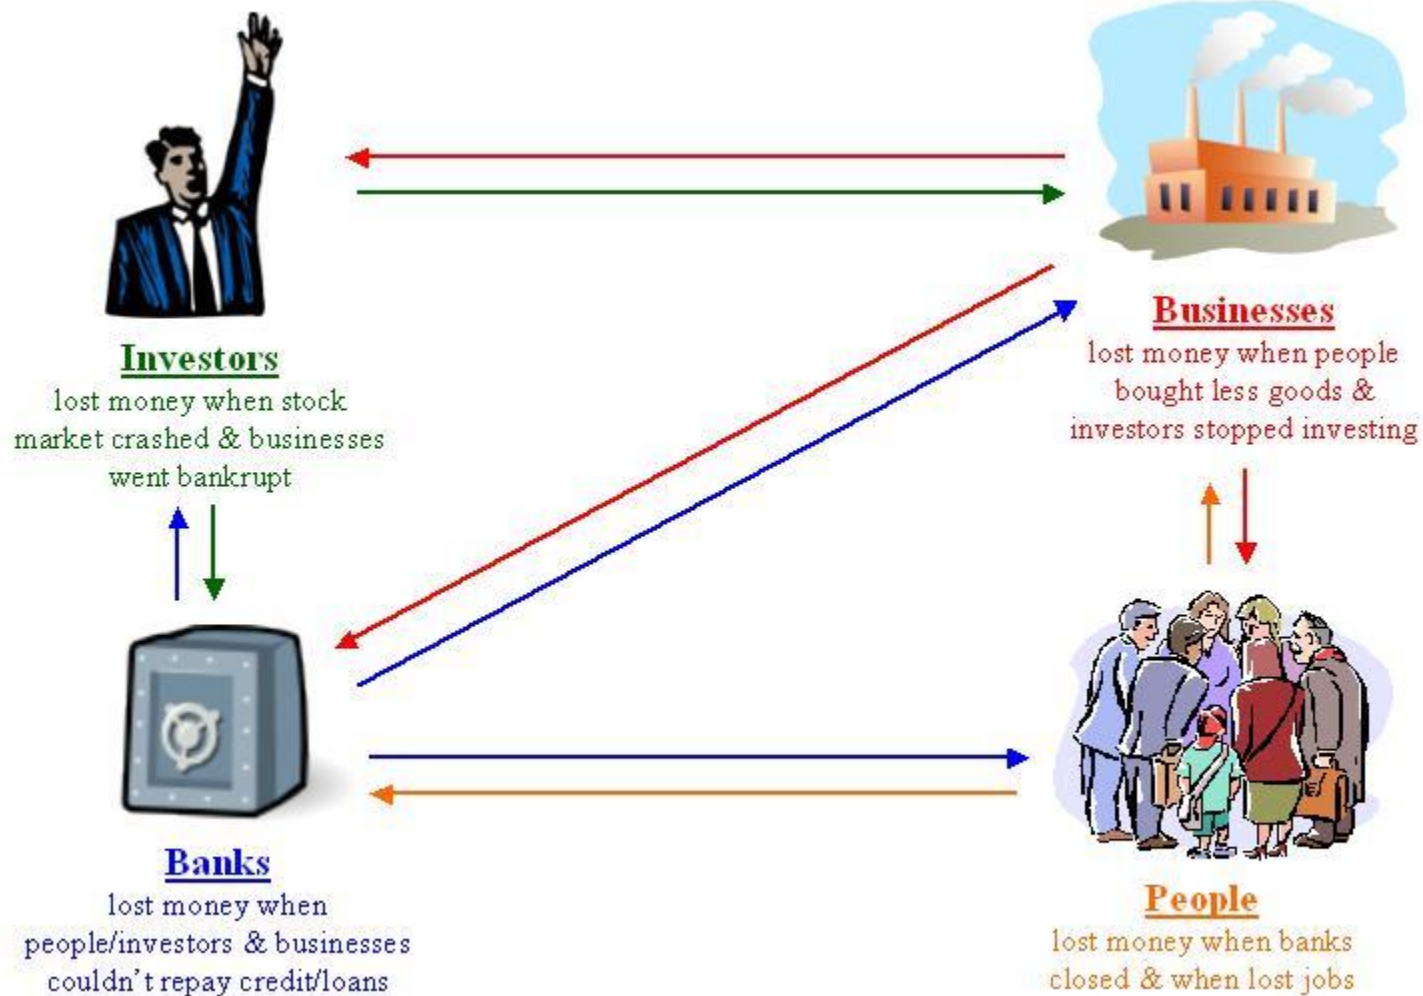 Investors
lost money when stock
market crashed & businesses
went bankrupt
Businesses
lost money when people
bought less goods &
investors stopped investing
Banks
lost money when
people/investors & businesses
couldn't repay credit/loans
People
lost money when banks
closed & when lost jobs